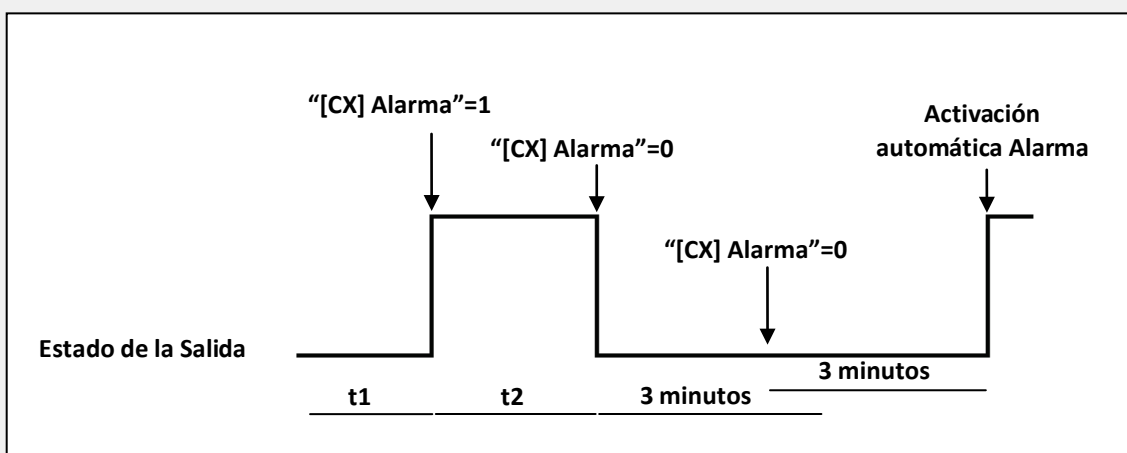 “[CX] Alarma”=1
“[CX] Alarma”=0
Activación
automática Alarma
“[CX] Alarma”=0
Estado de la Salida
3 minutos
t1
t2
3 minutos